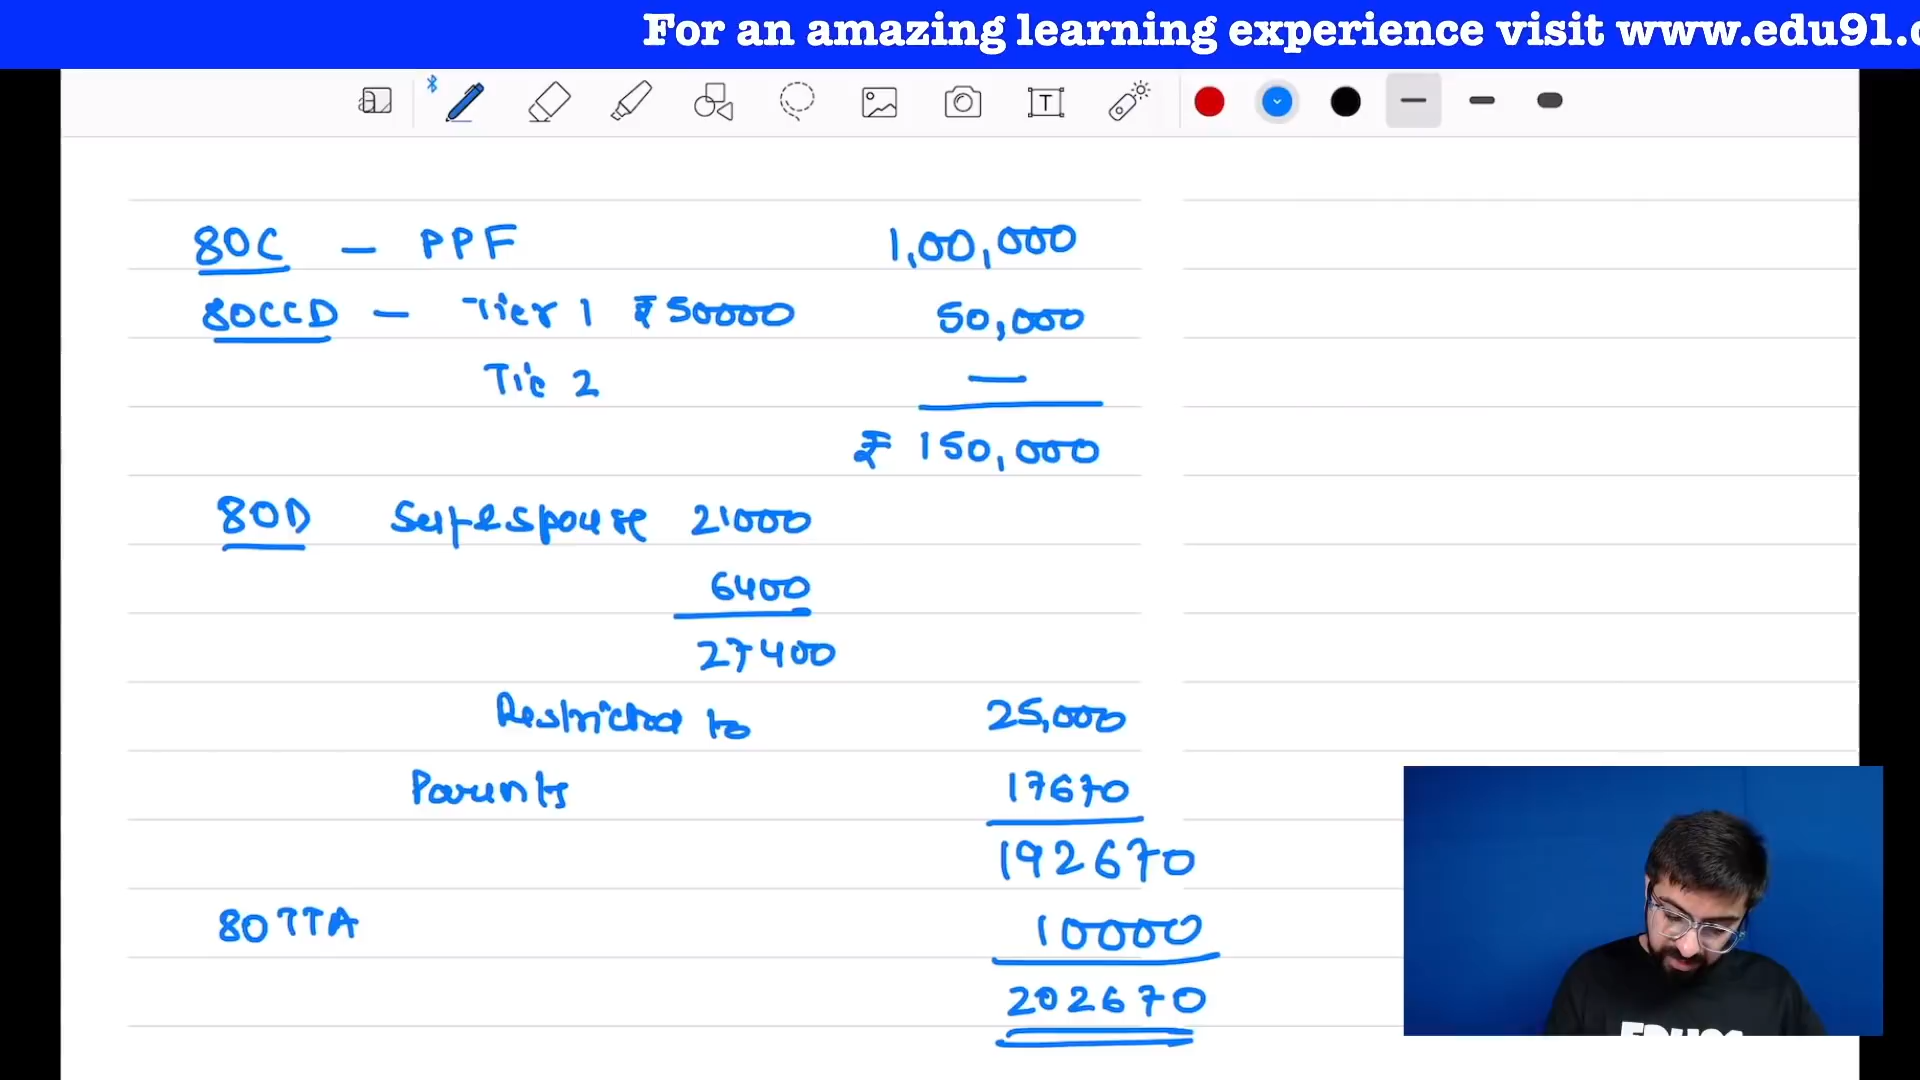 For an amazing learning experience visit www.edu91.c
T
80C — PPF 1,00,000
80CCD — Tier 1 ₹50000 50,000
Tie 2 —
₹ 150,000
80D Self & Spouse 21000
6400
27400
Restricted to 25,000
Parents 17670
192670
80TTA 10000
202670
EDU91